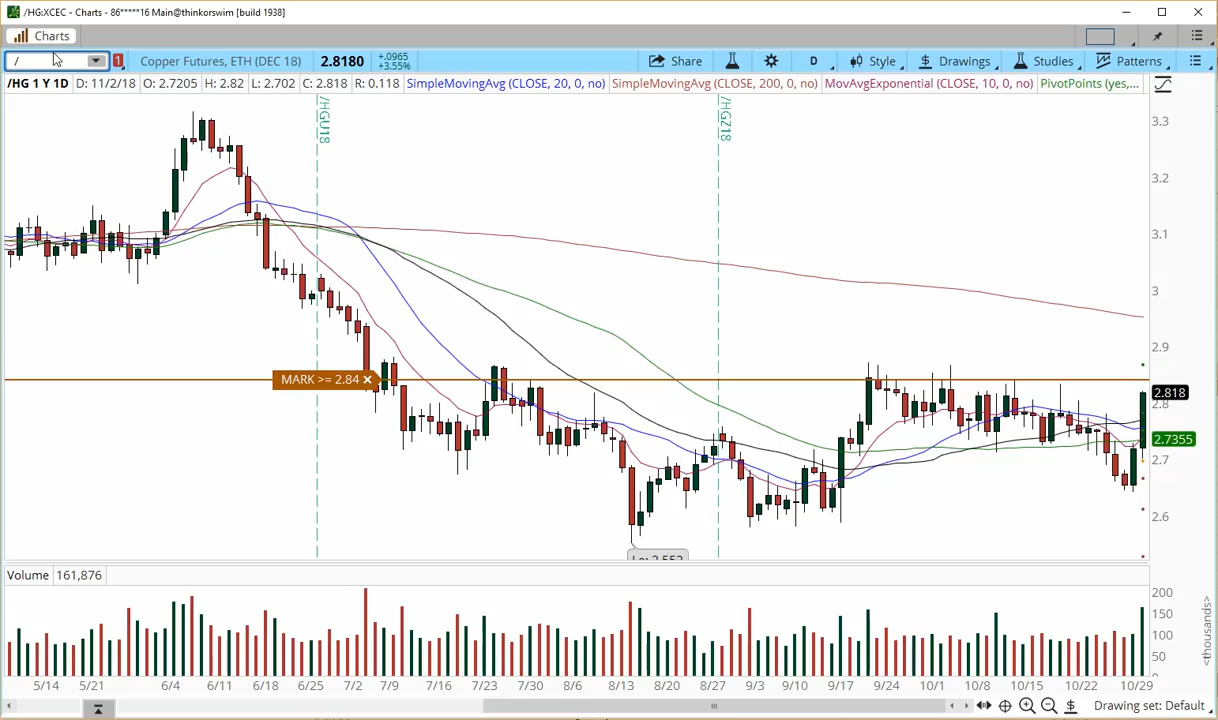 /HG:XCEC - Charts - 86*****16 Main@thinkorswim [build 1938]
Charts
/ 1 Copper Futures, ETH (DEC 18) 2.8180 +.0965 +3.55% Share D Style Drawings Studies Patterns
/HG 1 Y 1D D: 11/2/18 O: 2.7205 H: 2.82 L: 2.702 C: 2.818 R: 0.118 SimpleMovingAvg (CLOSE, 20, 0, no) SimpleMovingAvg (CLOSE, 200, 0, no) MovAvgExponential (CLOSE, 10, 0, no) PivotPoints (yes,...
/HGU18
/HGZ18
3.3
3.2
3.1
3
2.9
MARK >= 2.84
2.818
2.8
2.7355
2.7
2.6
Lo: 2.552
Volume 161,876
200
150
100
50
<thousands>
5/14 5/21 6/4 6/11 6/18 6/25 7/2 7/9 7/16 7/23 7/30 8/6 8/13 8/20 8/27 9/3 9/10 9/17 9/24 10/1 10/8 10/15 10/22 10/29
Drawing set: Default